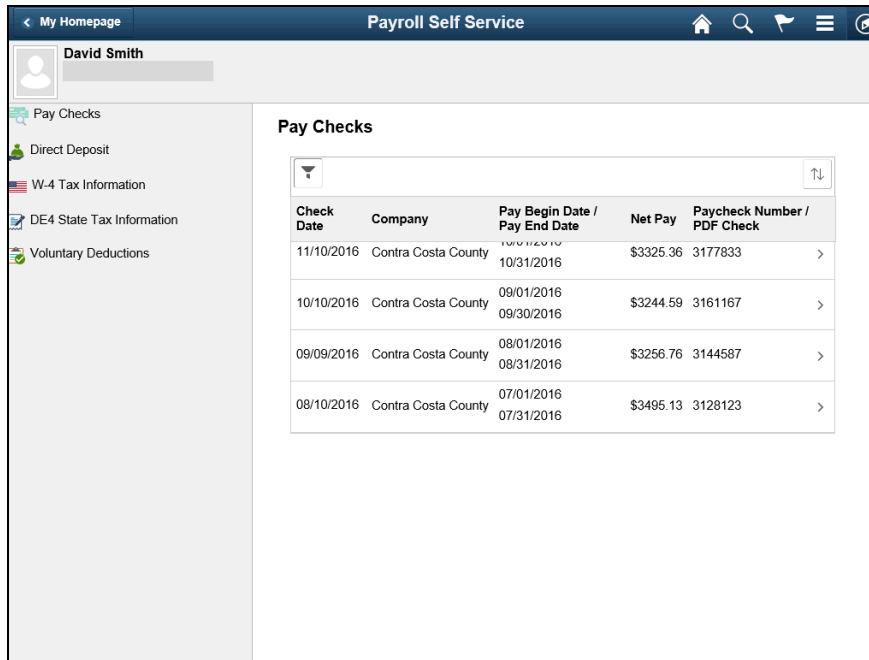 My Homepage
Payroll Self Service
David Smith
Pay Checks
Direct Deposit
W-4 Tax Information
DE4 State Tax Information
Voluntary Deductions
Pay Checks
Check Date Company Pay Begin Date / Pay End Date Net Pay Paycheck Number / PDF Check
11/10/2016 Contra Costa County 10/31/2016 $3325.36 3177833
10/10/2016 Contra Costa County 09/01/2016 09/30/2016 $3244.59 3161167
09/09/2016 Contra Costa County 08/01/2016 08/31/2016 $3256.76 3144587
08/10/2016 Contra Costa County 07/01/2016 07/31/2016 $3495.13 3128123